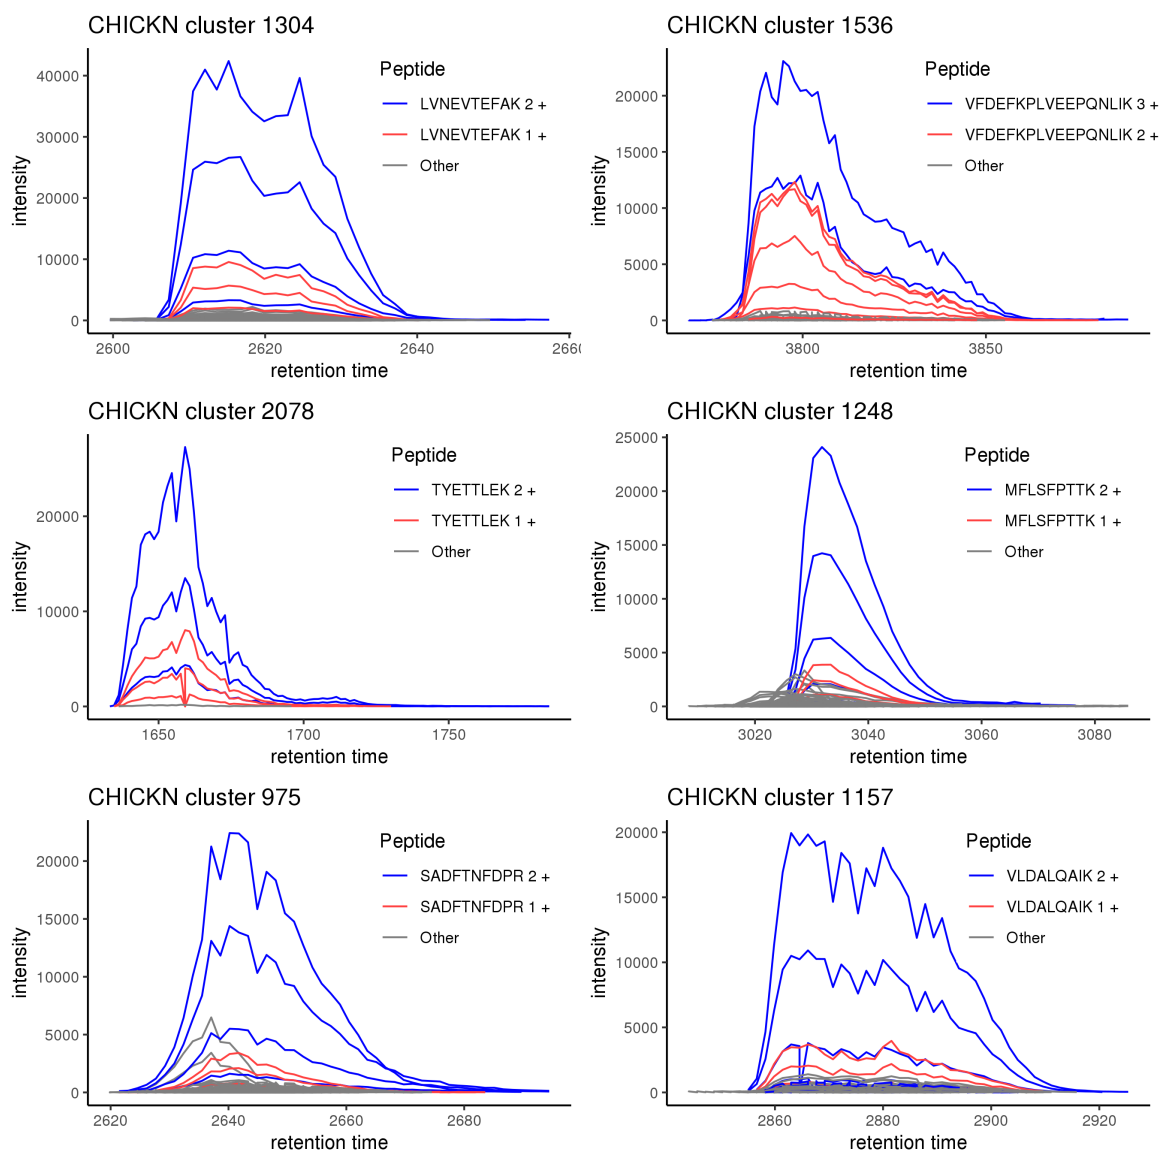 CHICKN cluster 1304
Peptide
LVNEVTEFAK 2 +
LVNEVTEFAK 1 +
Other
intensity
40000
30000
20000
10000
0
2600
2620
2640
2660
retention time
CHICKN cluster 1536
Peptide
VFDEFKPLVEEPQNLIK 3 +
VFDEFKPLVEEPQNLIK 2 +
Other
intensity
20000
15000
10000
5000
0
3800
3850
retention time
CHICKN cluster 2078
Peptide
TYETTLEK 2 +
TYETTLEK 1 +
Other
intensity
20000
10000
0
1650
1700
1750
retention time
CHICKN cluster 1248
Peptide
MFLSFPTTK 2 +
MFLSFPTTK 1 +
Other
intensity
25000
20000
15000
10000
5000
0
3020
3040
3060
3080
retention time
CHICKN cluster 975
Peptide
SADFTNFDPR 2 +
SADFTNFDPR 1 +
Other
intensity
20000
15000
10000
5000
0
2620
2640
2660
2680
retention time
CHICKN cluster 1157
Peptide
VLDALQAIK 2 +
VLDALQAIK 1 +
Other
intensity
20000
15000
10000
5000
0
2860
2880
2900
2920
retention time